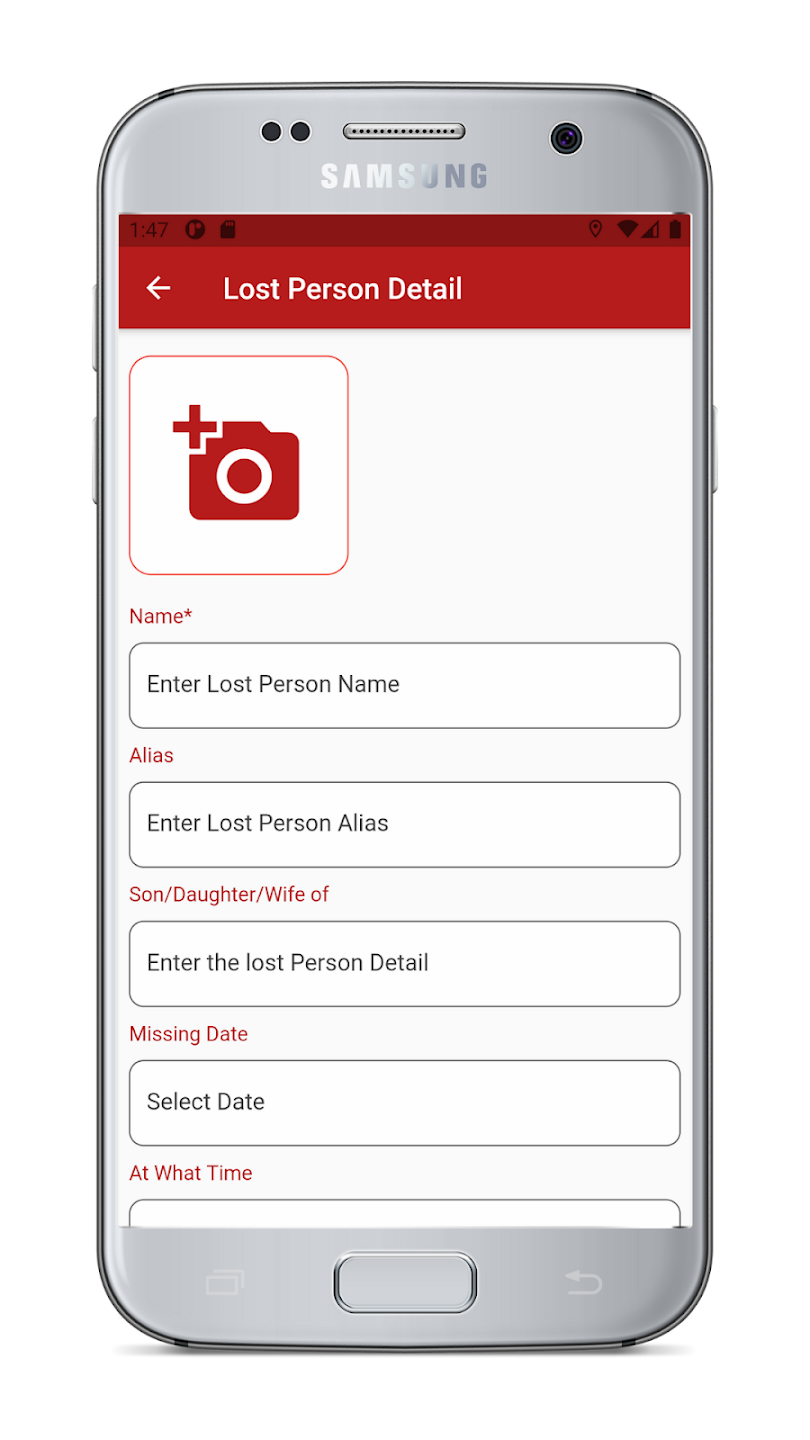 SAMSUNG
1:47
Lost Person Detail
Name*
Enter Lost Person Name
Alias
Enter Lost Person Alias
Son/Daughter/Wife of
Enter the lost Person Detail
Missing Date
Select Date
At What Time